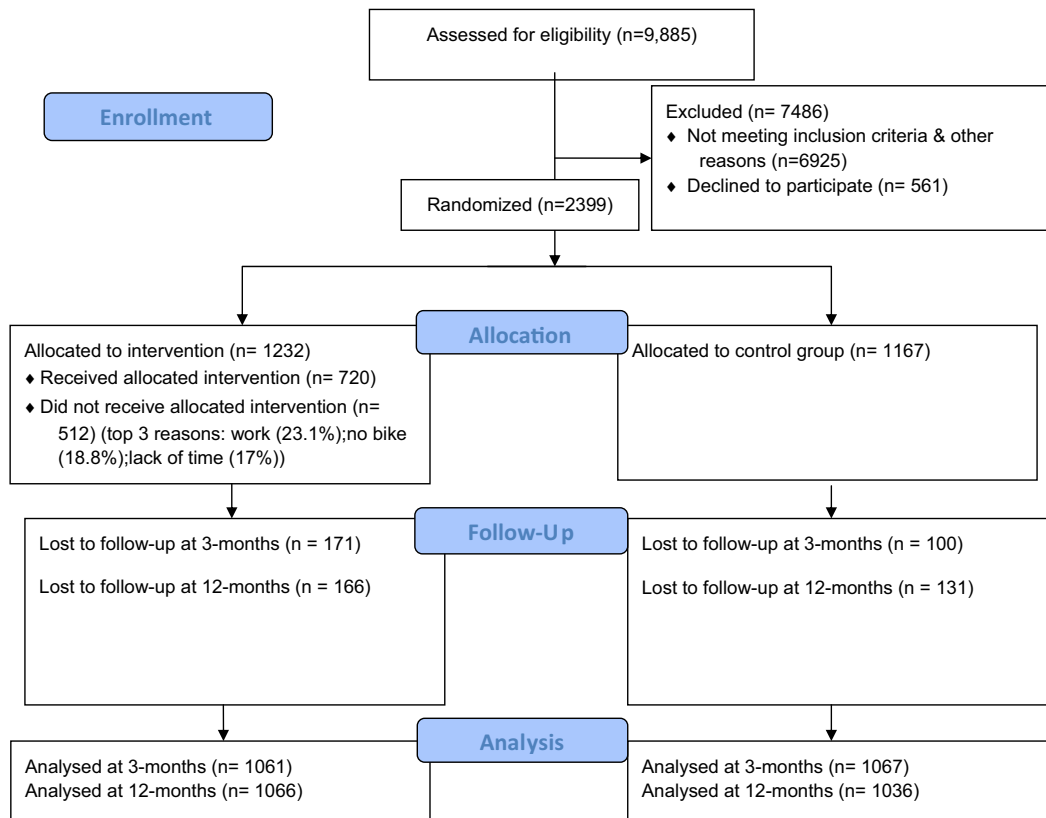 Assessed for eligibility (n=9,885)
Enrollment
Excluded (n= 7486)
♦ Not meeting inclusion criteria & other
reasons (n=6925)
♦ Declined to participate (n= 561)
Randomized (n=2399)
Allocation
Allocated to intervention (n= 1232)
♦ Received allocated intervention (n= 720)
♦ Did not receive allocated intervention (n=
512) (top 3 reasons: work (23.1%);no bike
(18.8%);lack of time (17%))
Allocated to control group (n= 1167)
Follow-Up
Lost to follow-up at 3-months (n = 171)
Lost to follow-up at 12-months (n = 166)
Lost to follow-up at 3-months (n = 100)
Lost to follow-up at 12-months (n = 131)
Analysis
Analysed at 3-months (n= 1061)
Analysed at 12-months (n= 1066)
Analysed at 3-months (n= 1067)
Analysed at 12-months (n= 1036)